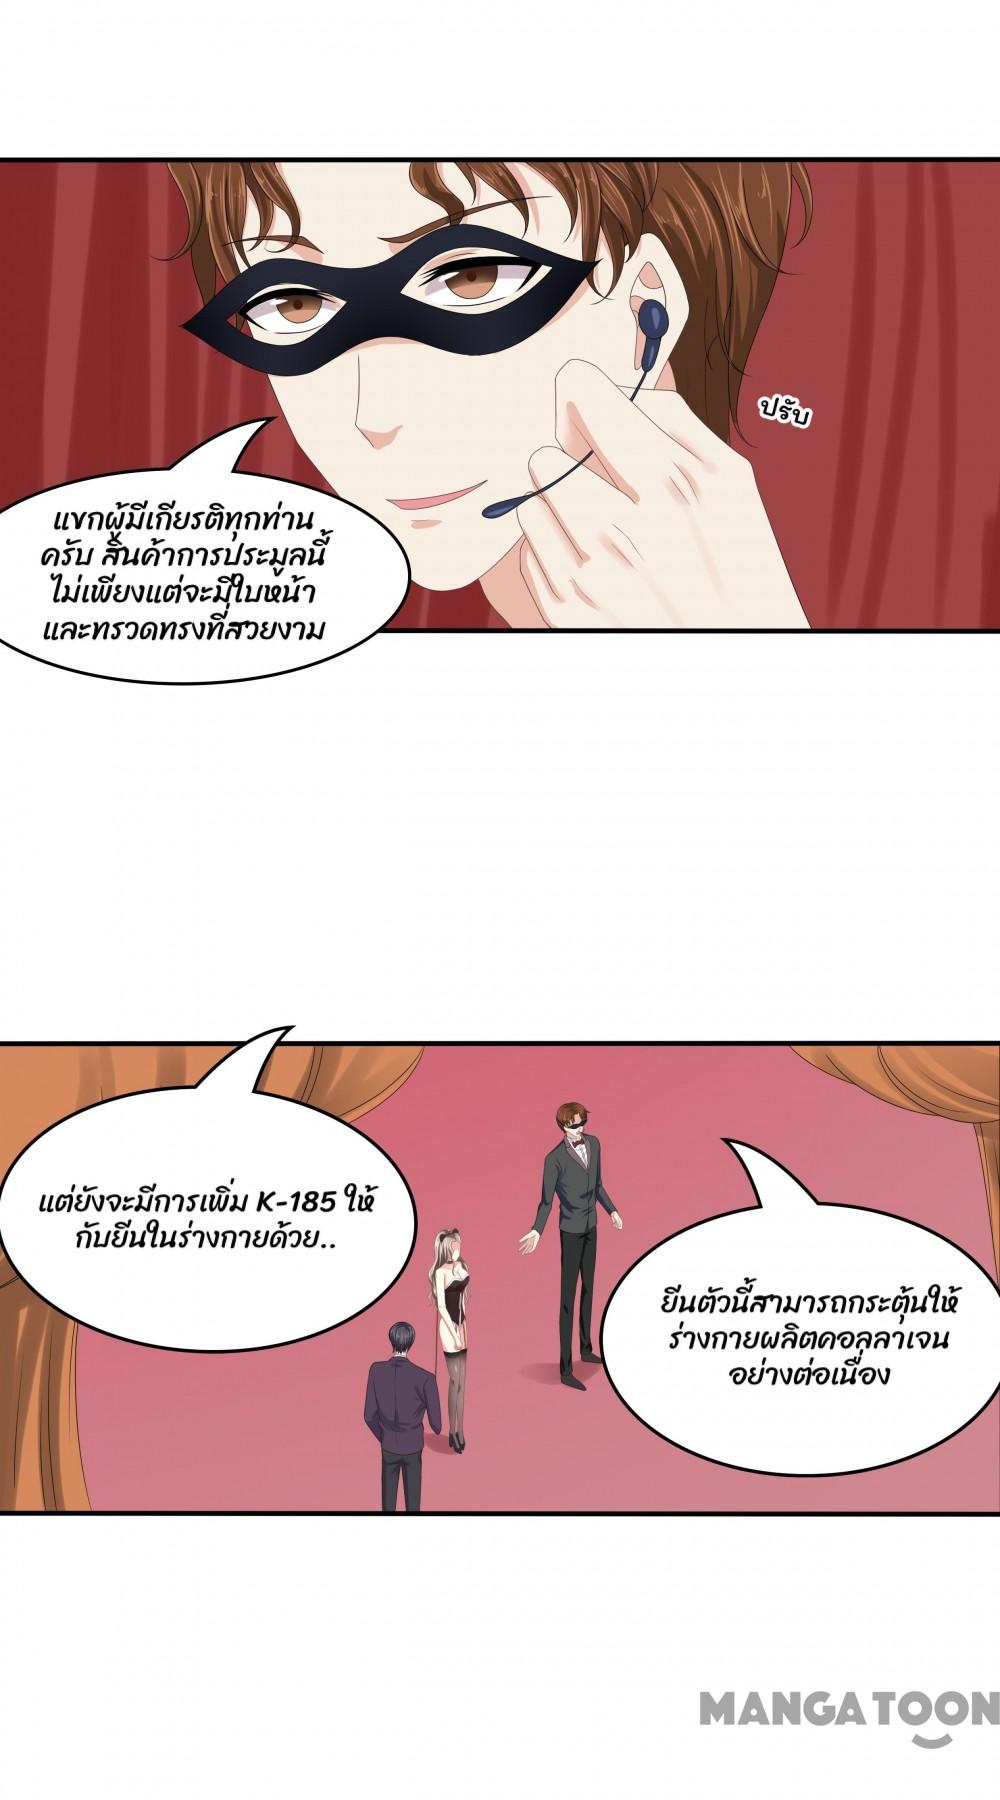 ปรับ
แขกผู้มีเกียรติทุกท่าน
ครับ สินค้าการประมูลนี้
ไม่เพียงแต่จะมีใบหน้า
และทรวดทรงที่สวยงาม
แต่ยังจะมีการเพิ่ม K-185 ให้
กับยีนในร่างกายด้วย..
ยีนตัวนี้สามารถกระตุ้นให้
ร่างกายผลิตคอลลาเจน
อย่างต่อเนื่อง
MANGATOON